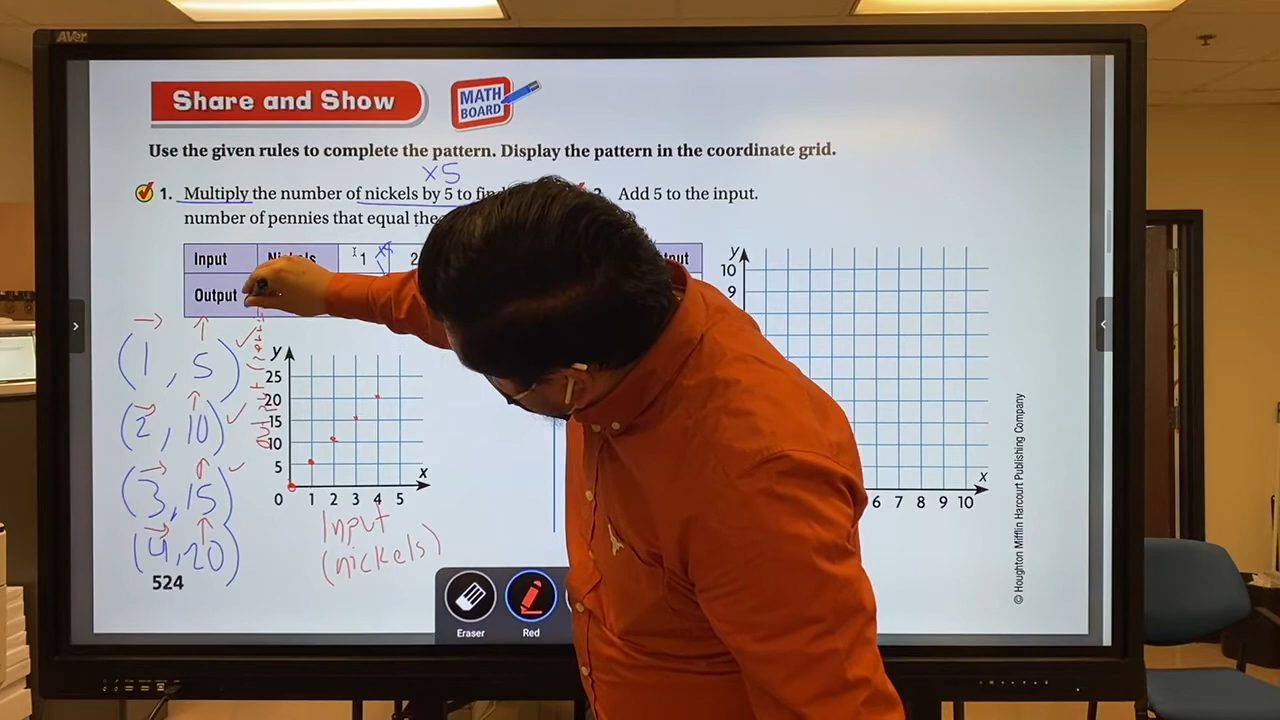 AVer
Share and Show
MATH
BOARD
Use the given rules to complete the pattern. Display the pattern in the coordinate grid.
×5
1. Multiply the number of nickels by 5 to
number of pennies that equal
Add 5 to the input.
Input Nickels 1 2
Output
(1, 5)
(2, 10)
(3, 15)
(4, 20)
524
y
25
20
15
10
5
0 1 2 3 4 5 x
Input
(nickels)
y
10
9
6 7 8 9 10 x
© Houghton Mifflin Harcourt Publishing Company
Eraser Red